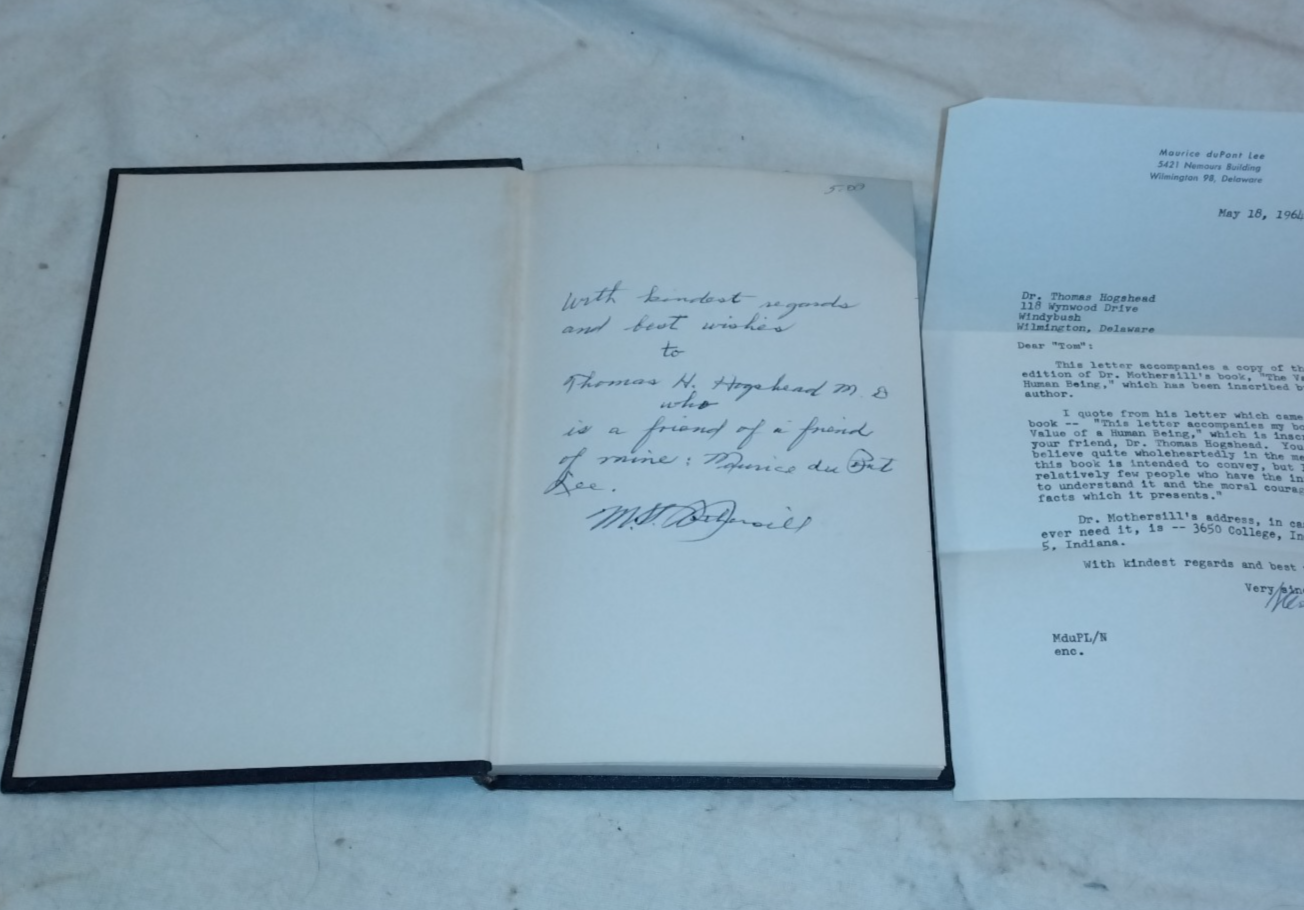 5.00
With kindest regards
and best wishes
to
Thomas H. Hogshead M.D
who
is a friend of a friend
of mine: Maurice du Pont
Lee.
Maurice duPont Lee
5421 Nemours Building
Wilmington 98, Delaware
May 18, 1964
Dr. Thomas Hogshead
118 Wynwood Drive
Windybush
Wilmington, Delaware
Dear "Tom":
This letter accompanies a copy of th
edition of Dr. Mothersill's book, "The Va
Human Being," which has been inscribed b
author.
I quote from his letter which came
book -- "This letter accompanies my bo
Value of a Human Being," which is inscr
your friend, Dr. Thomas Hogshead. You
believe quite wholeheartedly in the me
this book is intended to convey, but I
relatively few people who have the in
to understand it and the moral courag
facts which it presents."
Dr. Mothersill's address, in ca
ever need it, is -- 3650 College, In
5, Indiana.
With kindest regards and best
Very sinc
MduPL/N
enc.